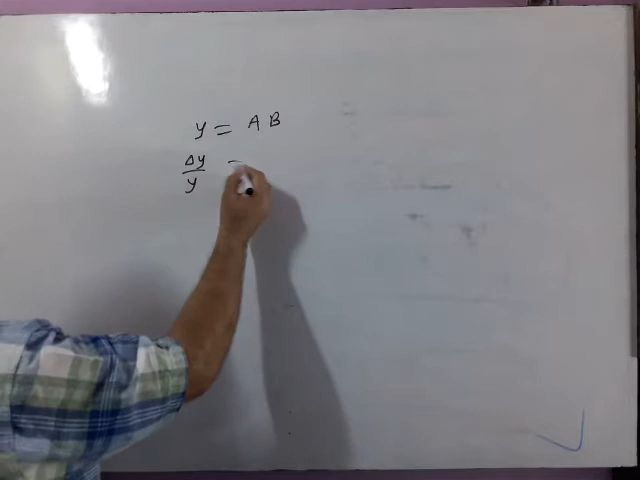 y = A B
Δy/y =